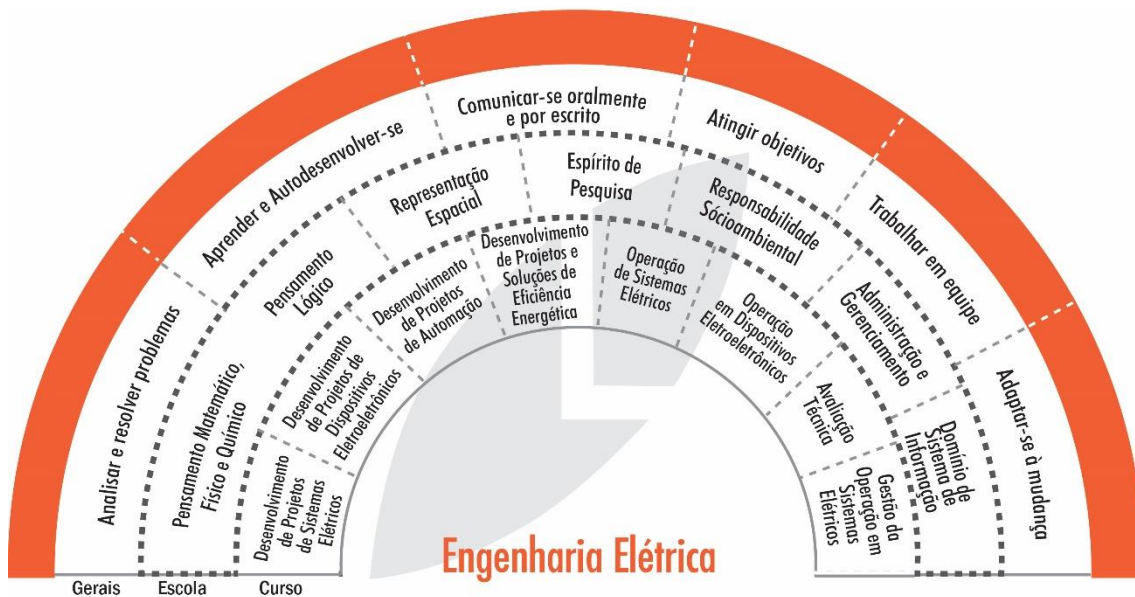 Analisar e resolver problemas
Aprender e Autodesenvolver-se
Comunicar-se oralmente
e por escrito
Atingir objetivos
Trabalhar em equipe
Adaptar-se à mudança
Pensamento Matemático,
Físico e Químico
Pensamento
Lógico
Representação
Espacial
Espírito de
Pesquisa
Responsabilidade
Sócioambiental
Administração e
Gerenciamento
Domínio de
Sistema de
Informação
Desenvolvimento
de Projetos
de Sistemas
Elétricos
Desenvolvimento
de Projetos de
Dispositivos
Eletroeletrônicos
Desenvolvimento
de Projetos
de Automação
Desenvolvimento
de Projetos e
Soluções de
Eficiência
Energética
Operação
de Sistemas
Elétricos
Operação
em Dispositivos
Eletroeletrônicos
Avaliação
Técnica
Gestão da
Operação em
Sistemas
Elétricos
Engenharia Elétrica
Gerais
Escola
Curso